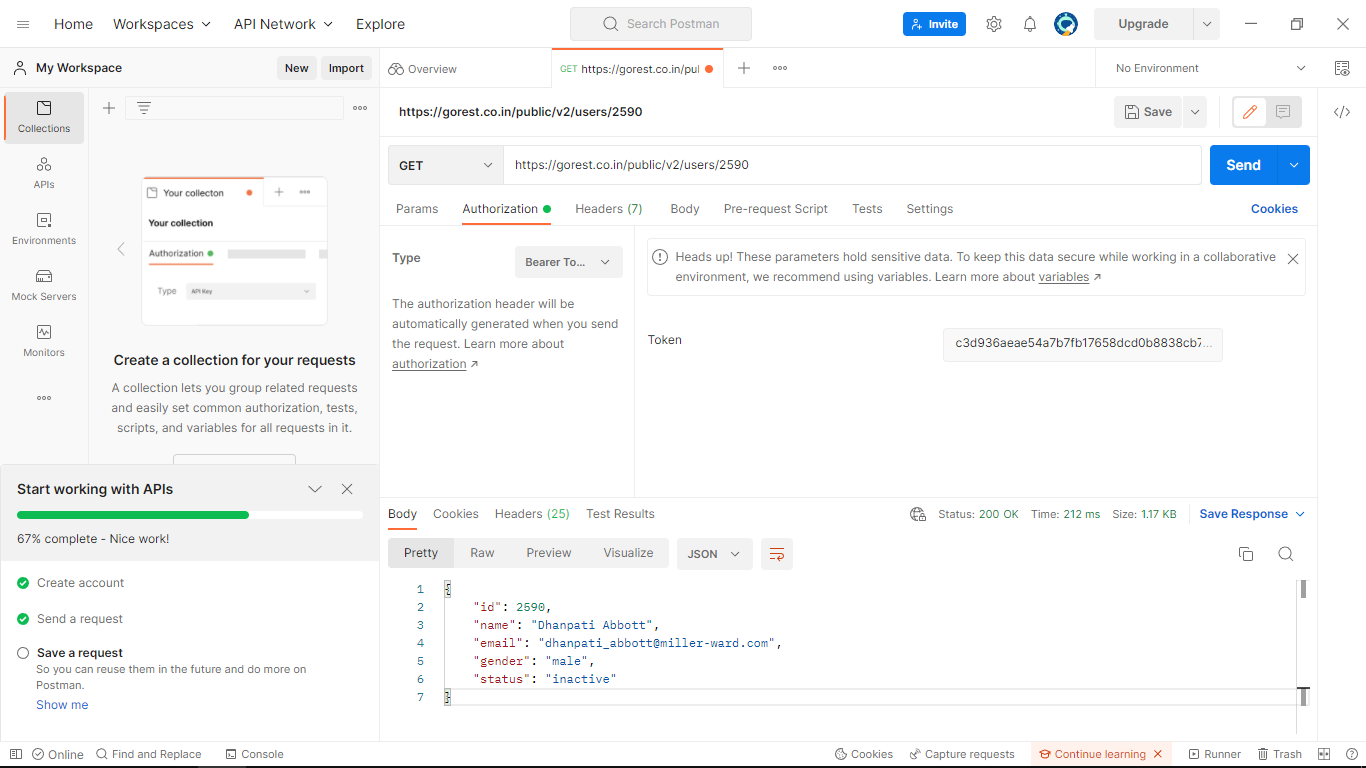 Home Workspaces API Network Explore Search Postman Invite Upgrade
My Workspace New Import Overview GET https://gorest.co.in/pul No Environment
Collections
APIs
Environments
Mock Servers
Monitors
Your collecton
Your collection
Authorization
Type API Key
Create a collection for your requests
A collection lets you group related requests
and easily set common authorization, tests,
scripts, and variables for all requests in it.
Start working with APIs
67% complete - Nice work!
Create account
Send a request
Save a request
So you can reuse them in the future and do more on
Postman.
Show me
https://gorest.co.in/public/v2/users/2590 Save
GET https://gorest.co.in/public/v2/users/2590 Send
Params Authorization Headers (7) Body Pre-request Script Tests Settings Cookies
Type Bearer To...
The authorization header will be
automatically generated when you send
the request. Learn more about
authorization ↗
Heads up! These parameters hold sensitive data. To keep this data secure while working in a collaborative
environment, we recommend using variables. Learn more about variables ↗
Token c3d936aeae54a7b7fb17658dcd0b8838cb7...
Body Cookies Headers (25) Test Results Status: 200 OK Time: 212 ms Size: 1.17 KB Save Response
Pretty Raw Preview Visualize JSON
1 {
2 "id": 2590,
3 "name": "Dhanpati Abbott",
4 "email": "dhanpati_abbott@miller-ward.com",
5 "gender": "male",
6 "status": "inactive"
7 }
Online Find and Replace Console Cookies Capture requests Continue learning Runner Trash